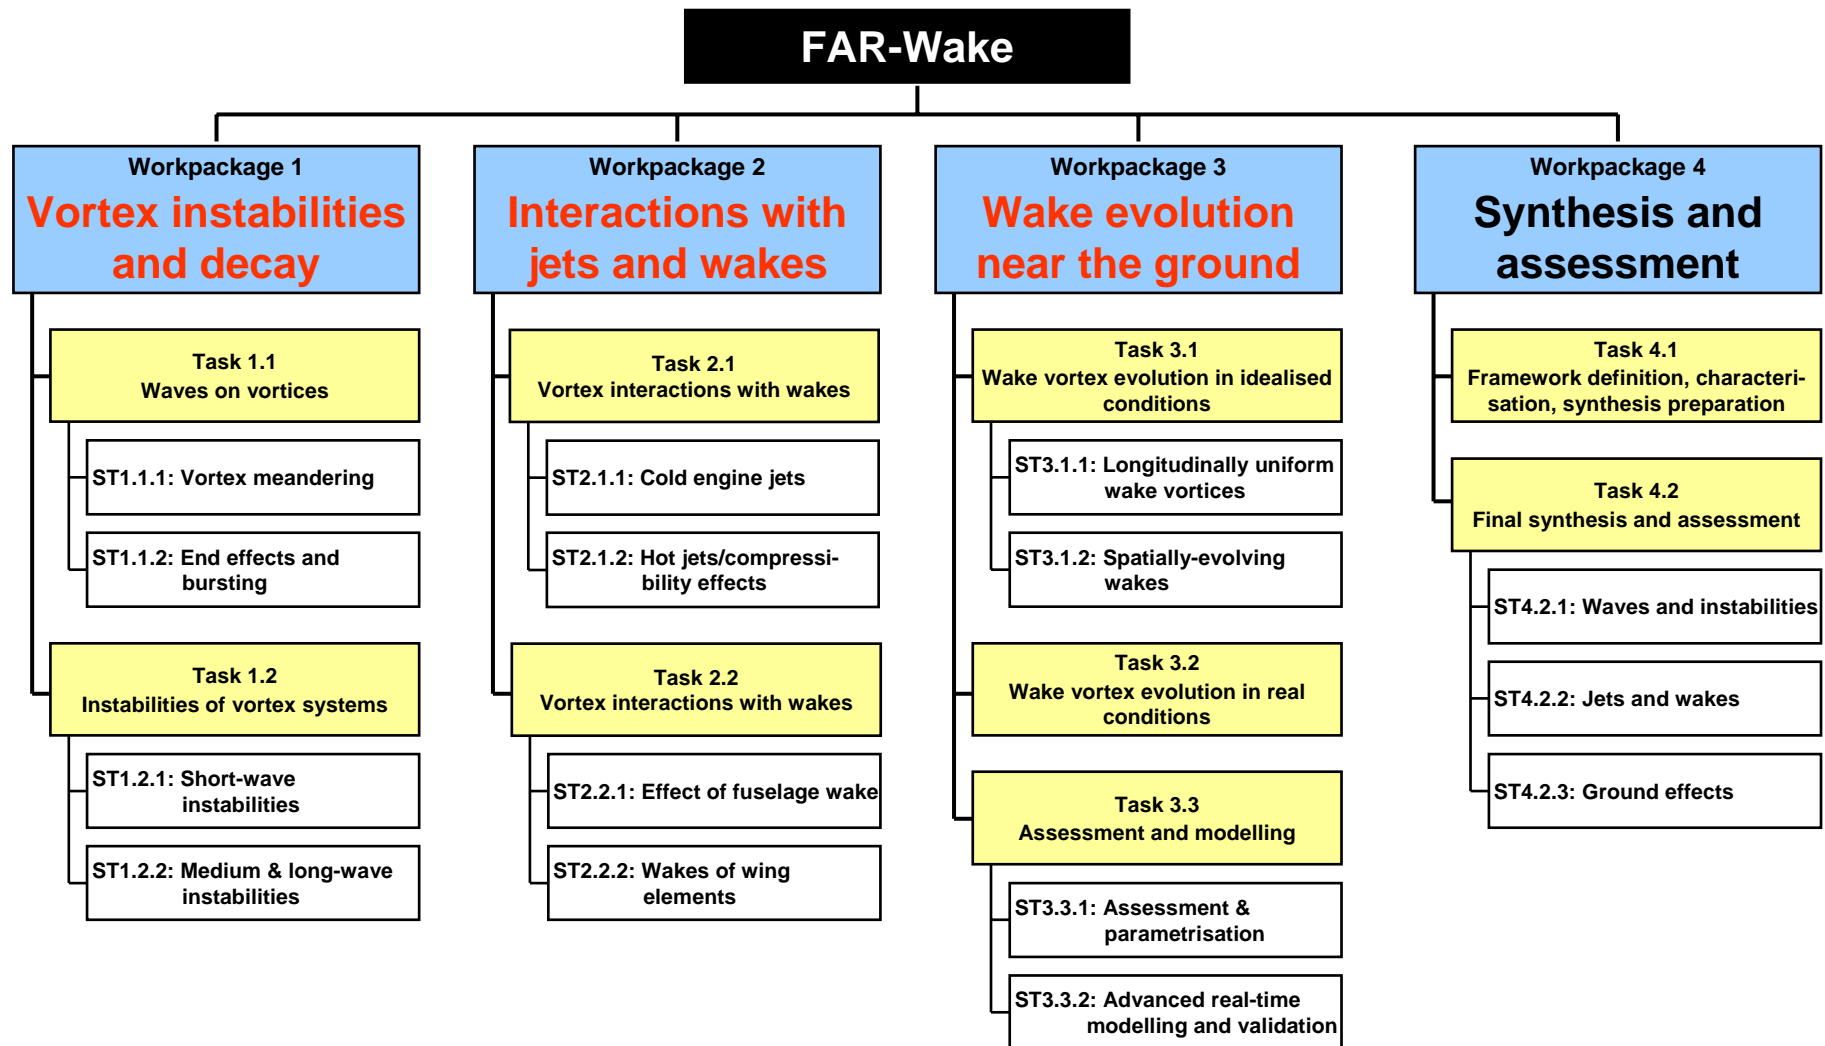 FAR-Wake
Workpackage 1
Vortex instabilities
and decay
Task 1.1
Waves on vortices
ST1.1.1: Vortex meandering
ST1.1.2: End effects and
bursting
Task 1.2
Instabilities of vortex systems
ST1.2.1: Short-wave
instabilities
ST1.2.2: Medium & long-wave
instabilities
Workpackage 2
Interactions with
jets and wakes
Task 2.1
Vortex interactions with wakes
ST2.1.1: Cold engine jets
ST2.1.2: Hot jets/compressi-
bility effects
Task 2.2
Vortex interactions with wakes
ST2.2.1: Effect of fuselage wake
ST2.2.2: Wakes of wing
elements
Workpackage 3
Wake evolution
near the ground
Task 3.1
Wake vortex evolution in idealised
conditions
ST3.1.1: Longitudinally uniform
wake vortices
ST3.1.2: Spatially-evolving
wakes
Task 3.2
Wake vortex evolution in real
conditions
Task 3.3
Assessment and modelling
ST3.3.1: Assessment &
parametrisation
ST3.3.2: Advanced real-time
modelling and validation
Workpackage 4
Synthesis and
assessment
Task 4.1
Framework definition, characteri-
sation, synthesis preparation
Task 4.2
Final synthesis and assessment
ST4.2.1: Waves and instabilities
ST4.2.2: Jets and wakes
ST4.2.3: Ground effects